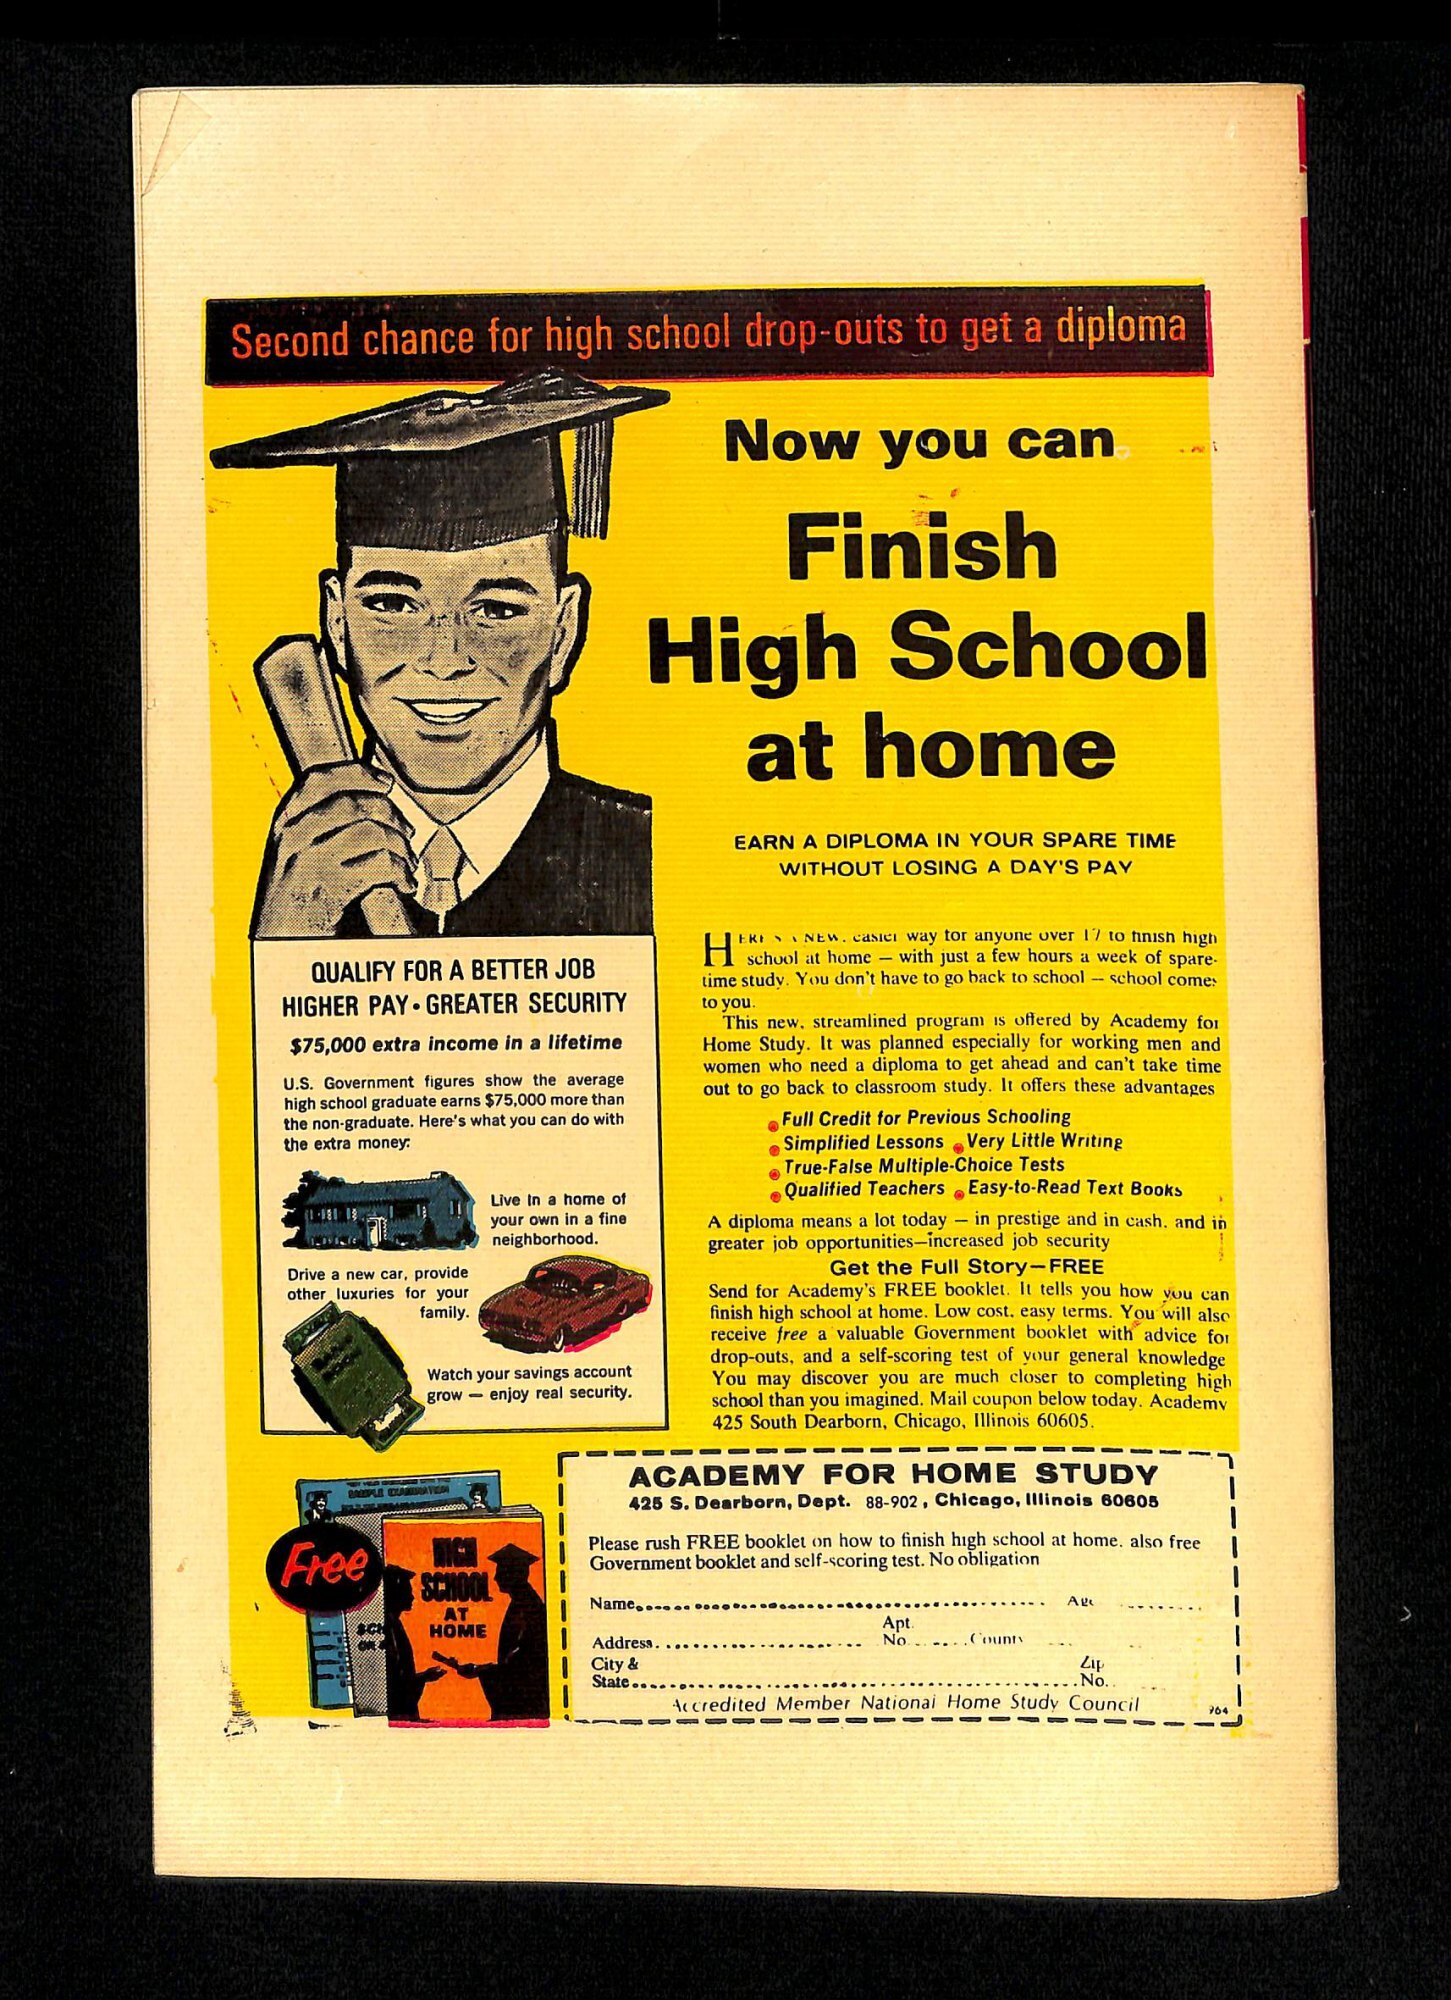 Second chance for high school drop-outs to get a diploma
Now you can
Finish
High School
at home
EARN A DIPLOMA IN YOUR SPARE TIME
WITHOUT LOSING A DAY'S PAY
HERE'S A NEW, easier way for anyone over 17 to finish high
school at home — with just a few hours a week of spare-
time study. You don't have to go back to school — school comes
to you.
This new, streamlined program is offered by Academy for
Home Study. It was planned especially for working men and
women who need a diploma to get ahead and can't take time
out to go back to classroom study. It offers these advantages
Full Credit for Previous Schooling
Simplified Lessons Very Little Writing
True-False Multiple-Choice Tests
Qualified Teachers Easy-to-Read Text Books
A diploma means a lot today — in prestige and in cash, and in
greater job opportunities—increased job security
Get the Full Story—FREE
Send for Academy's FREE booklet. It tells you how you can
finish high school at home. Low cost, easy terms. You will also
receive free a valuable Government booklet with advice for
drop-outs, and a self-scoring test of your general knowledge
You may discover you are much closer to completing high
school than you imagined. Mail coupon below today. Academy
425 South Dearborn, Chicago, Illinois 60605.
QUALIFY FOR A BETTER JOB
HIGHER PAY • GREATER SECURITY
$75,000 extra income in a lifetime
U.S. Government figures show the average
high school graduate earns $75,000 more than
the non-graduate. Here's what you can do with
the extra money:
Live in a home of
your own in a fine
neighborhood.
Drive a new car, provide
other luxuries for your
family.
Watch your savings account
grow — enjoy real security.
SAMPLE EXAMINATION
Free
HIGH
SCHOOL
AT
HOME
ACADEMY FOR HOME STUDY
425 S. Dearborn, Dept. 88-902, Chicago, Illinois 60605
Please rush FREE booklet on how to finish high school at home, also free
Government booklet and self-scoring test. No obligation
Name Age
Apt.
Address No. County
City & Zip
State No.
Accredited Member National Home Study Council
964